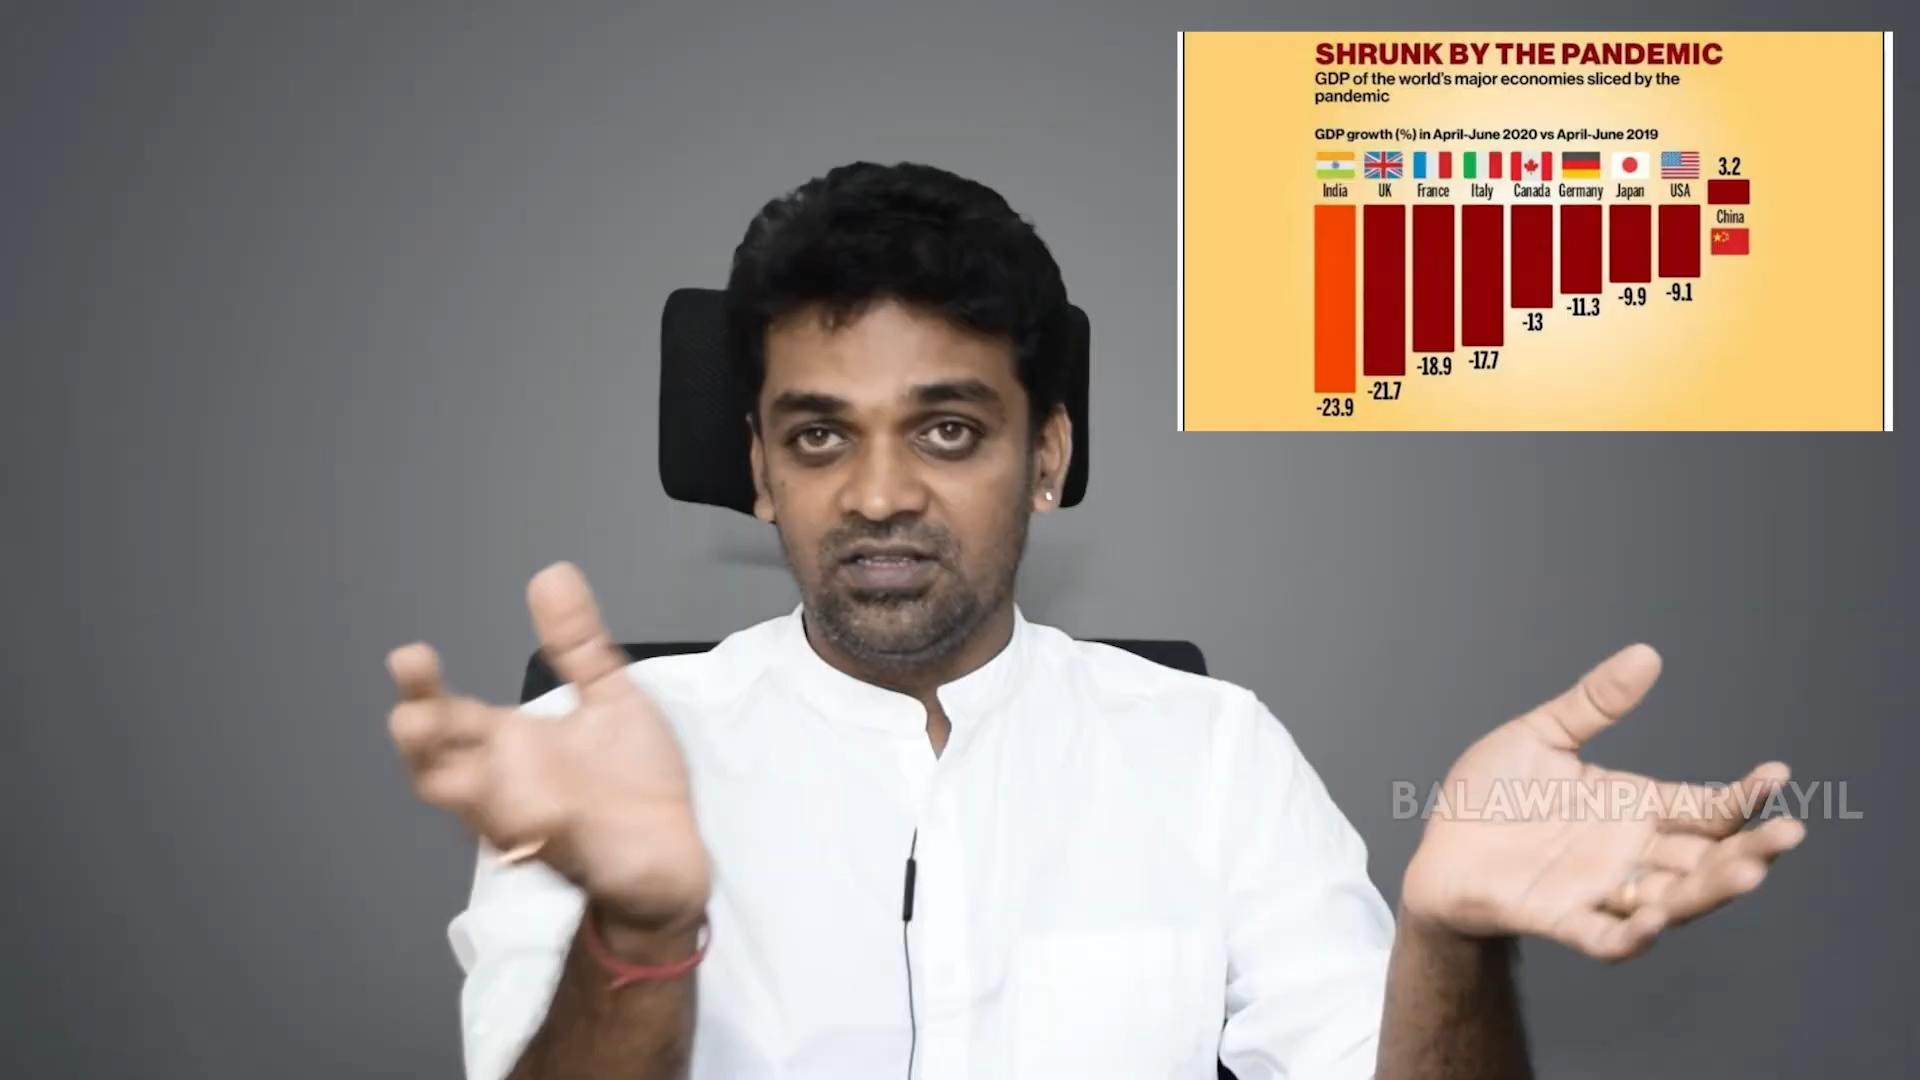 SHRUNK BY THE PANDEMIC
GDP of the world's major economies sliced by the
pandemic
GDP growth (%) in April-June 2020 vs April-June 2019
3.2
India UK France Italy Canada Germany Japan USA
China
-23.9 -21.7 -18.9 -17.7 -13 -11.3 -9.9 -9.1
BALAWINPAARVAYIL